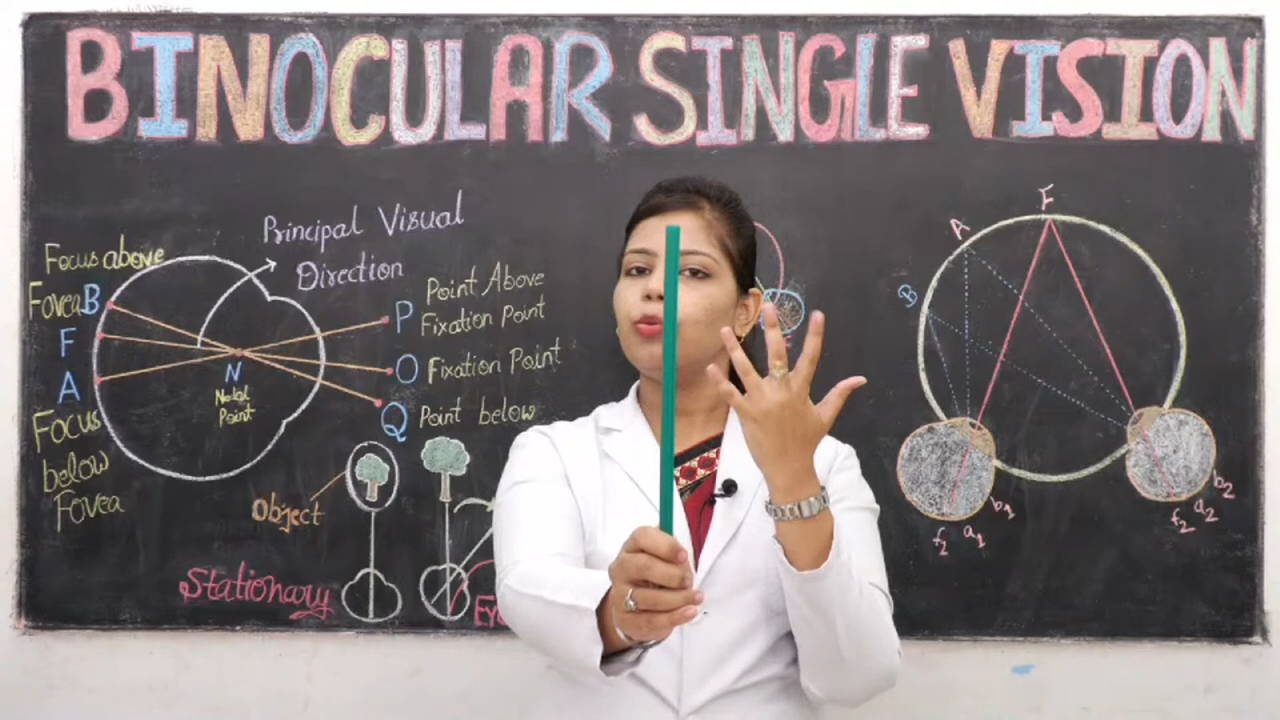 BINOCULAR SINGLE VISION
Principal Visual
Direction
Focus above
Fovea B
F
A
Focus
below
Fovea
N
Nodal
Point
P Point Above
Fixation Point
O Fixation Point
Q Point below
Object
Stationary
F
A
B
f2 a2 b2
a1 b1